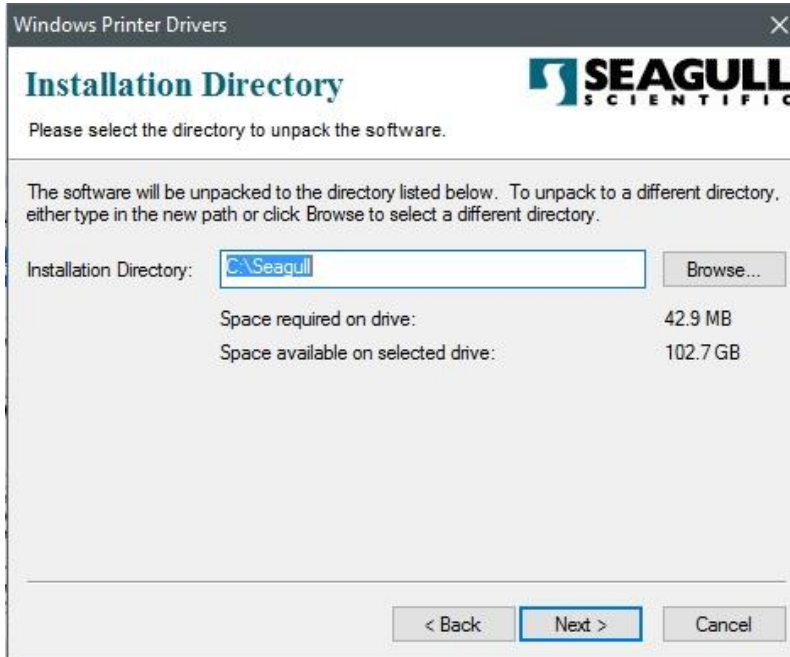 Windows Printer Drivers
Installation Directory
SEAGULL
SCIENTIFIC
Please select the directory to unpack the software.
The software will be unpacked to the directory listed below. To unpack to a different directory,
either type in the new path or click Browse to select a different directory.
Installation Directory: C:\Seagull Browse...
Space required on drive: 42.9 MB
Space available on selected drive: 102.7 GB
< Back Next > Cancel